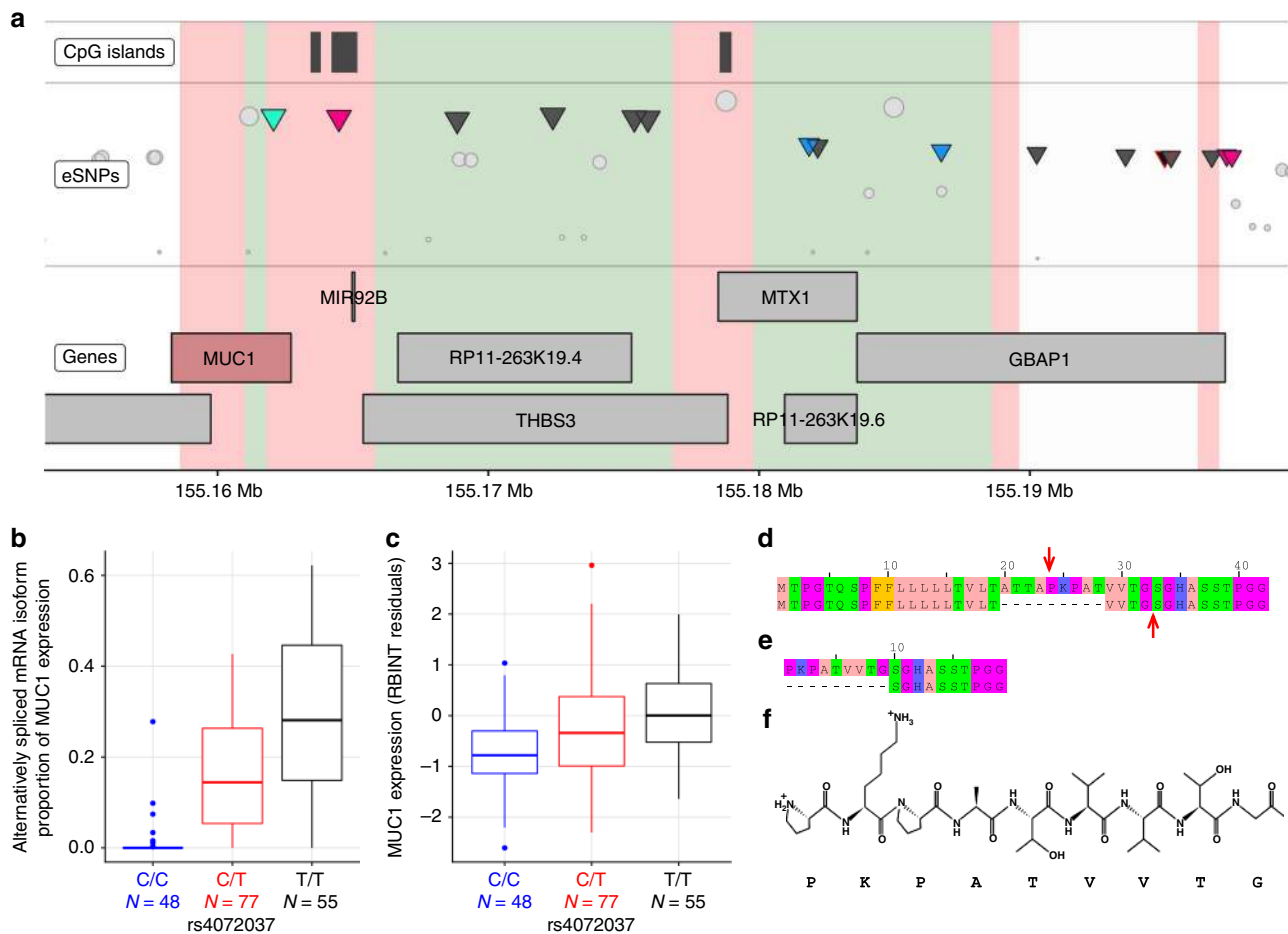 a
CpG islands
eSNPs
MIR92B
MTX1
Genes
MUC1
RP11-263K19.4
GBAP1
THBS3
RP11-263K19.6
155.16 Mb 155.17 Mb 155.18 Mb 155.19 Mb
b
Alternatively spliced mRNA isoform
proportion of MUC1 expression
0.6
0.4
0.2
0.0
C/C C/T T/T
N = 48 N = 77 N = 55
rs4072037
c
MUC1 expression (RBINT residuals)
3
2
1
0
−1
−2
C/C C/T T/T
N = 48 N = 77 N = 55
rs4072037
d
10 20 30 40
MTPGTQSPFFLLLLLTVLTATTAPKPATVVTGSGHASSTPGG
MTPGTQSPFFLLLLLTVLT---------VVTGSGHASSTPGG
e
10
PKPATVVTGSGHASSTPGG
---------SGHASSTPGG
f
+NH3
OH
O O O O O
H2N+ N H N H N H N H N
N H N H N H N H
O O O O
OH
P K P A T V V T G